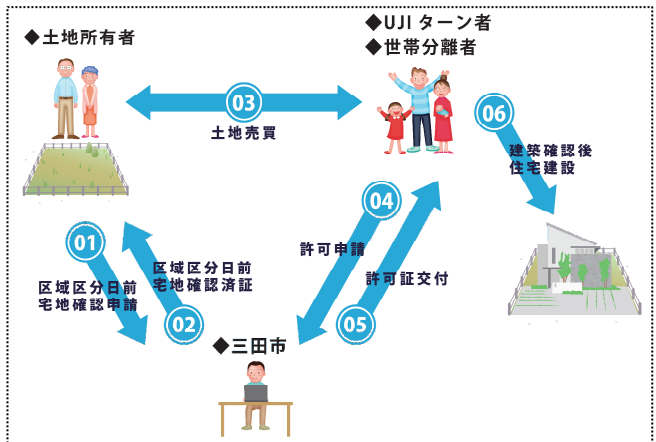 ◆土地所有者
◆UJIターン者
◆世帯分離者
03
土地売買
06
建築確認後
住宅建設
01
区域区分日前
宅地確認申請
区域区分日前
宅地確認済証
02
04
許可申請
許可証交付
05
◆三田市